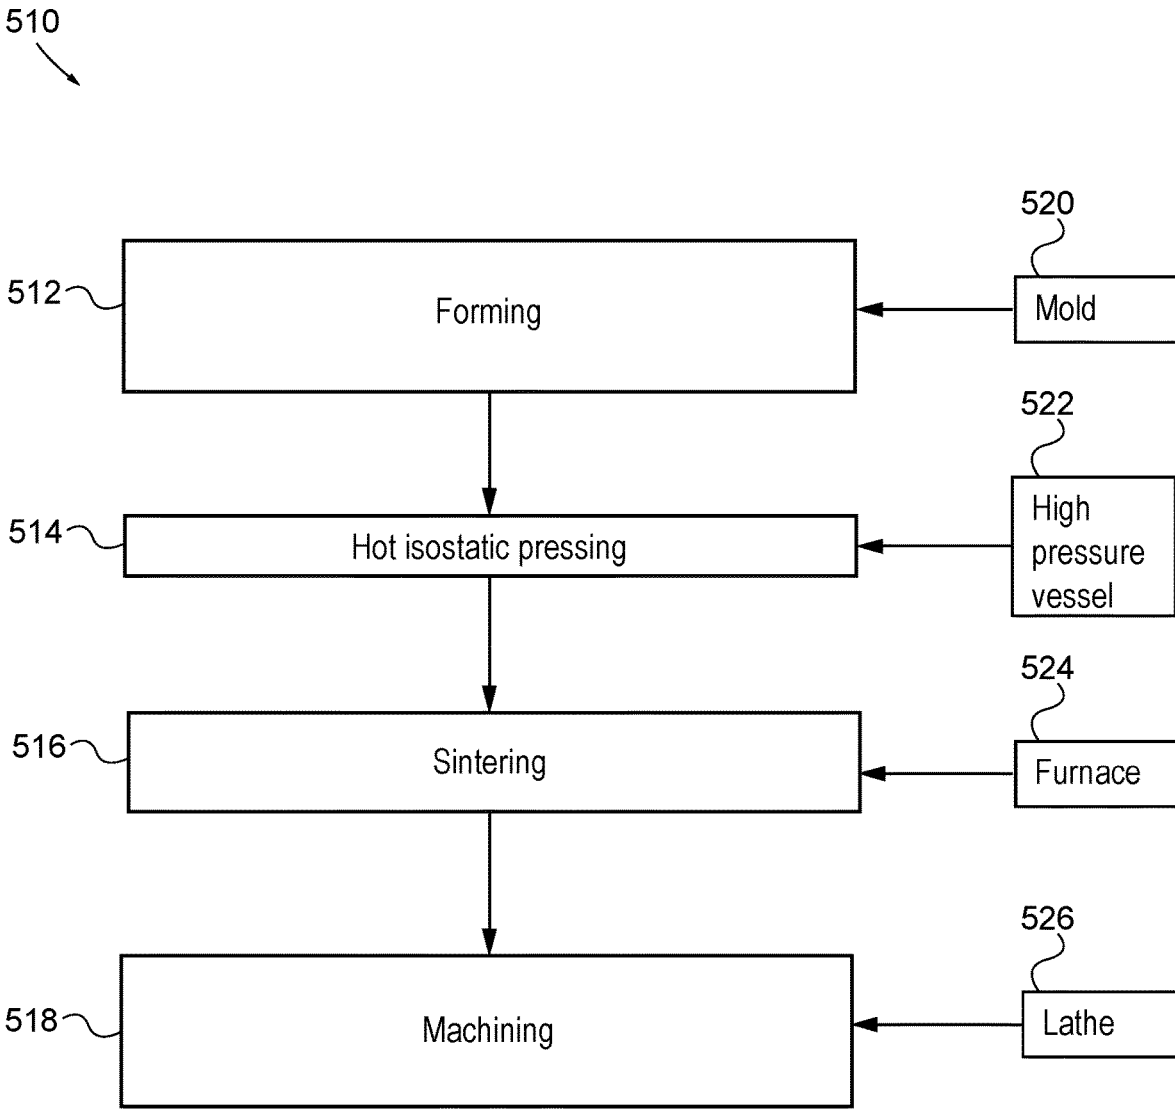 510
520
512
Forming
Mold
522
514
Hot isostatic pressing
High
pressure
vessel
524
516
Sintering
Furnace
526
518
Machining
Lathe